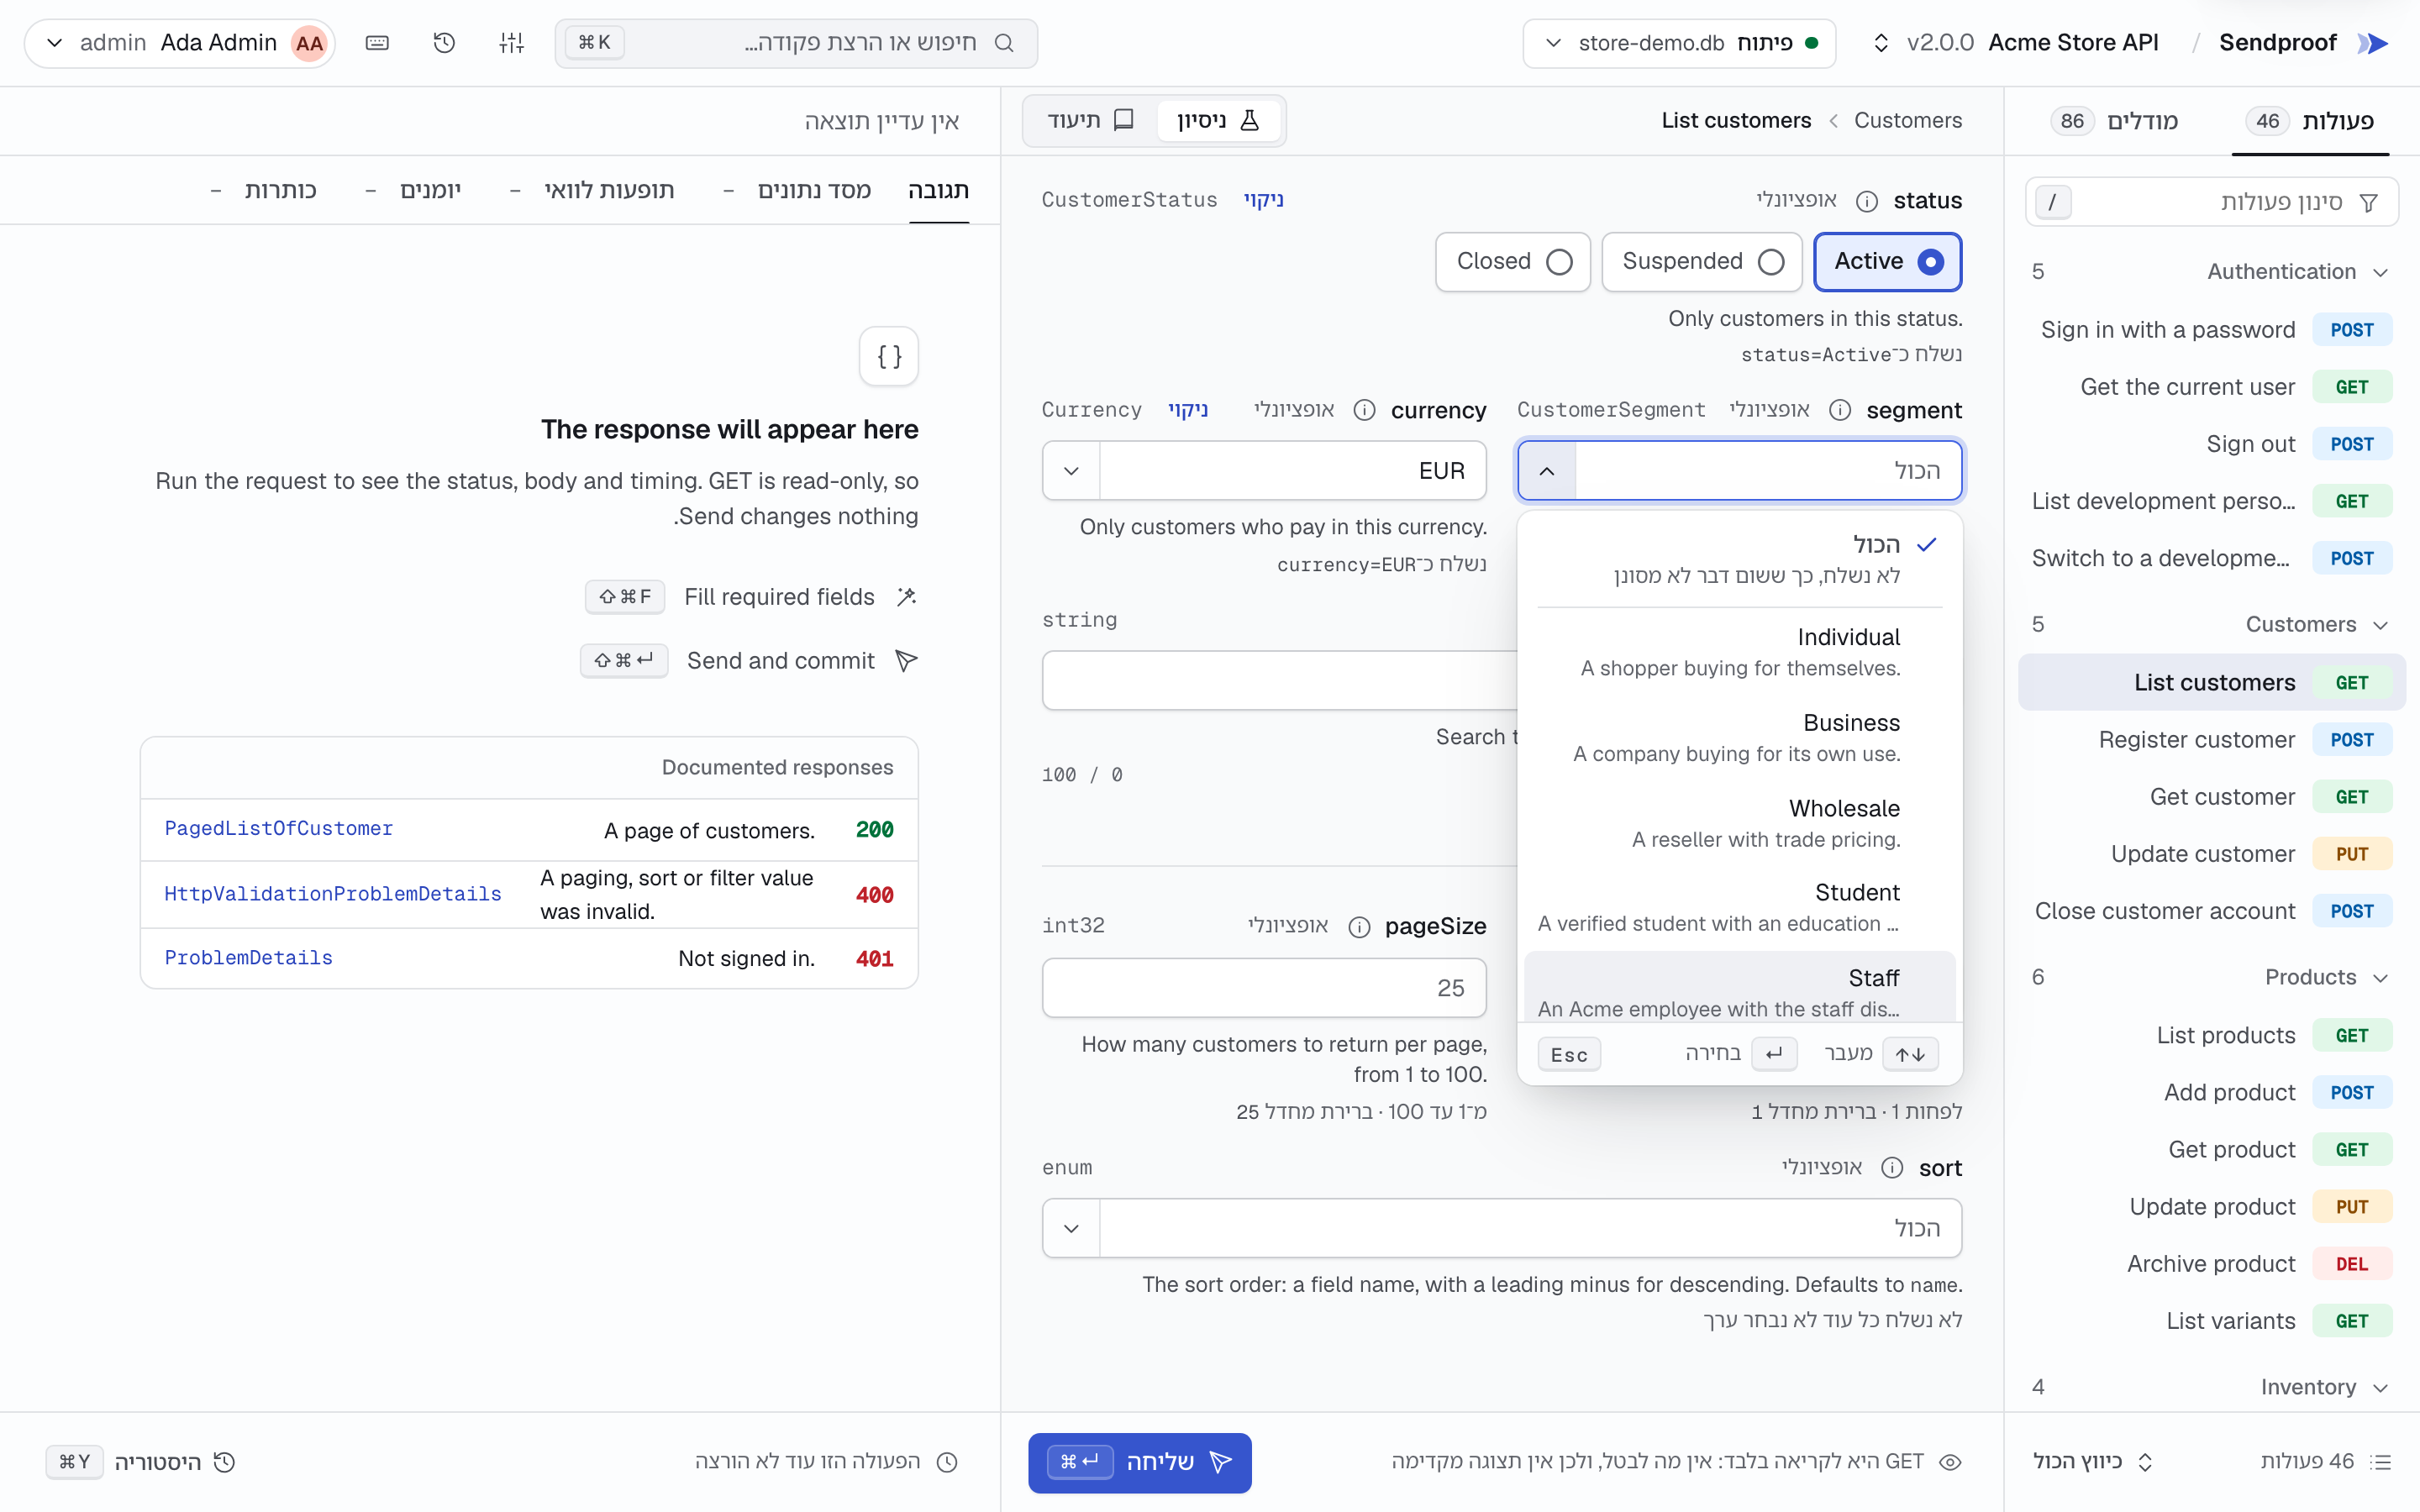 Sendproof / Acme Store API v2.0.0
פיתוח store-demo.db
חיפוש או הרצת פקודה... ⌘K
AA Ada Admin admin
פעולות 46
מודלים 86
סינון פעולות /
Authentication 5
POST Sign in with a password
GET Get the current user
POST Sign out
GET List development perso...
POST Switch to a developme...
Customers 5
GET List customers
POST Register customer
GET Get customer
PUT Update customer
POST Close customer account
Products 6
GET List products
POST Add product
GET Get product
PUT Update product
DEL Archive product
GET List variants
Inventory 4
46 פעולות
כיווץ הכול
Customers List customers
ניסיון
תיעוד
status אופציונלי ניקוי CustomerStatus
Active
Suspended
Closed
Only customers in this status.
נשלח כ־status=Active
segment אופציונלי CustomerSegment
הכול
הכול
לא נשלח, כך ששום דבר לא מסונן
Individual
A shopper buying for themselves.
Business
A company buying for its own use.
Wholesale
A reseller with trade pricing.
Student
A verified student with an education ...
Staff
An Acme employee with the staff dis...
↑↓ מעבר ↵ בחירה Esc
currency אופציונלי ניקוי Currency
EUR
Only customers who pay in this currency.
נשלח כ־currency=EUR
string
Search
0 / 100
לפחות 1 · ברירת מחדל 1
pageSize אופציונלי int32
25
How many customers to return per page,
from 1 to 100.
מ־1 עד 100 · ברירת מחדל 25
sort אופציונלי enum
הכול
The sort order: a field name, with a leading minus for descending. Defaults to name.
לא נשלח כל עוד לא נבחר ערך
GET היא לקריאה בלבד: אין מה לבטל, ולכן אין תצוגה מקדימה
שליחה ⌘↵
אין עדיין תוצאה
תגובה
מסד נתונים –
תופעות לוואי –
יומנים –
כותרות –
{ }
The response will appear here
Run the request to see the status, body and timing. GET is read-only, so
Send changes nothing.
Fill required fields ⇧⌘F
Send and commit ⇧⌘↵
Documented responses
200 A page of customers. PagedListOfCustomer
400 A paging, sort or filter value
was invalid. HttpValidationProblemDetails
401 Not signed in. ProblemDetails
הפעולה הזו עוד לא הורצה
היסטוריה ⌘Y